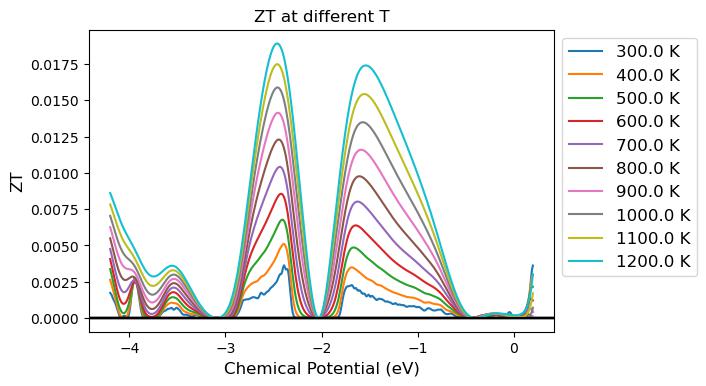 ZT at different T
ZT
0.0175
0.0150
0.0125
0.0100
0.0075
0.0050
0.0025
0.0000
−4
−3
−2
−1
0
Chemical Potential (eV)
300.0 K
400.0 K
500.0 K
600.0 K
700.0 K
800.0 K
900.0 K
1000.0 K
1100.0 K
1200.0 K